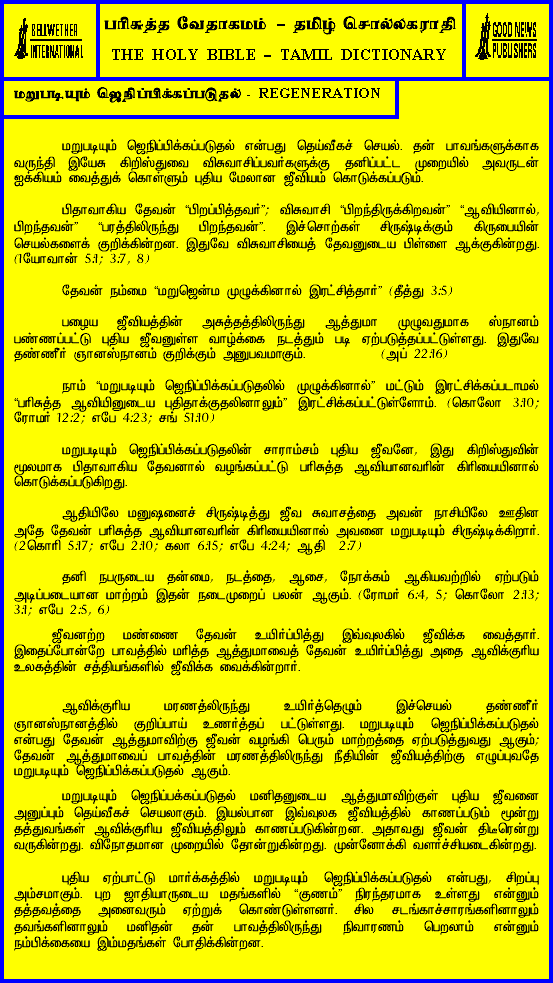 BELLWETHER
INTERNATIONAL
பரிசுத்த வேதாகமம் – தமிழ் சொல்லகராதி
THE HOLY BIBLE – TAMIL DICTIONARY
GOOD NEWS
PUBLISHERS
மறுபடியும் ஜெநிப்பிக்கப்படுதல் - REGENERATION
மறுபடியும் ஜெநிப்பிக்கப்படுதல் என்பது தெய்வீகச் செயல். தன் பாவங்களுக்காக
வருந்தி இயேசு கிறிஸ்துவை விசுவாசிப்பவர்களுக்கு தனிப்பட்ட முறையில் அவருடன்
ஐக்கியம் வைத்துக் கொள்ளும் புதிய மேலான ஜீவியம் கொடுக்கப்படும்.
பிதாவாகிய தேவன் “பிறப்பித்தவர்”; விசுவாசி “பிறந்திருக்கிறவன்” “ஆவியினால்,
பிறந்தவன்” “பரத்திலிருந்து பிறந்தவன்”. இச்சொற்கள் சிருஷ்டிக்கும் கிருபையின்
செயல்களைக் குறிக்கின்றன. இதுவே விசுவாசியைத் தேவனுடைய பிள்ளை ஆக்குகின்றது.
(1யோவான் 5:1; 3:7, 8)
தேவன் நம்மை “மறுஜென்ம முழுக்கினால் இரட்சித்தார்” (தீத்து 3:5)
பழைய ஜீவியத்தின் அசுத்தத்திலிருந்து ஆத்துமா முழுவதுமாக ஸ்நானம்
பண்ணப்பட்டு புதிய ஜீவனுள்ள வாழ்க்கை நடத்தும் படி ஏற்படுத்தப்பட்டுள்ளது. இதுவே
தண்ணீர் ஞானஸ்நானம் குறிக்கும் அனுபவமாகும். (அப் 22:16)
நாம் “மறுபடியும் ஜெநிப்பிக்கப்படுதலில் முழுக்கினால்” மட்டும் இரட்சிக்கப்படாமல்
“பரிசுத்த ஆவியினுடைய புதிதாக்குதலினாலும்” இரட்சிக்கப்பட்டுள்ளோம். (கொலோ 3:10;
ரோமர் 12:2; எபே 4:23; சங் 51:10)
மறுபடியும் ஜெநிப்பிக்கப்படுதலின் சாராம்சம் புதிய ஜீவனே, இது கிறிஸ்துவின்
மூலமாக பிதாவாகிய தேவனால் வழங்கப்பட்டு பரிசுத்த ஆவியானவரின் கிரியையினால்
கொடுக்கப்படுகிறது.
ஆதியிலே மனுஷனைச் சிருஷ்டித்து ஜீவ சுவாசத்தை அவன் நாசியிலே ஊதின
அதே தேவன் பரிசுத்த ஆவியானவரின் கிரியையினால் அவனை மறுபடியும் சிருஷ்டிக்கிறார்.
(2கொரி 5:17; எபே 2:10; கலா 6:15; எபே 4:24; ஆதி 2:7)
தனி நபருடைய தன்மை, நடத்தை, ஆசை, நோக்கம் ஆகியவற்றில் ஏற்படும்
அடிப்படையான மாற்றம் இதன் நடைமுறைப் பலன் ஆகும். (ரோமர் 6:4, 5; கொலோ 2:13;
3:1; எபே 2:5, 6)
ஜீவனற்ற மண்ணை தேவன் உயிர்ப்பித்து இவ்வுலகில் ஜீவிக்க வைத்தார்.
இதைப்போன்றே பாவத்தில் மரித்த ஆத்துமாவைத் தேவன் உயிர்ப்பித்து அதை ஆவிக்குரிய
உலகத்தின் சத்தியங்களில் ஜீவிக்க வைக்கின்றார்.
ஆவிக்குரிய மரணத்திலிருந்து உயிர்த்தெழும் இச்செயல் தண்ணீர்
ஞானஸ்நானத்தில் குறிப்பாய் உணர்த்தப் பட்டுள்ளது. மறுபடியும் ஜெநிப்பிக்கப்படுதல்
என்பது தேவன் ஆத்துமாவிற்கு ஜீவன் வழங்கி பெரும் மாற்றத்தை ஏற்படுத்துவது ஆகும்;
தேவன் ஆத்துமாவைப் பாவத்தின் மரணத்திலிருந்து நீதியின் ஜீவியத்திற்கு எழுப்புவதே
மறுபடியும் ஜெநிப்பிக்கப்படுதல் ஆகும்.
மறுபடியும் ஜெநிப்பக்கப்படுதல் மனிதனுடைய ஆத்துமாவிற்குள் புதிய ஜீவனை
அனுப்பும் தெய்வீகச் செயலாகும். இயல்பான இவ்வுலக ஜீவியத்தில் காணப்படும் மூன்று
தத்துவங்கள் ஆவிக்குரிய ஜீவியத்திலும் காணப்படுகின்றன. அதாவது ஜீவன் திடீரென்று
வருகின்றது. விநோதமான முறையில் தோன்றுகின்றது. முன்னோக்கி வளர்ச்சியடைகின்றது.
புதிய ஏற்பாட்டு மார்க்கத்தில் மறுபடியும் ஜெநிப்பிக்கப்படுதல் என்பது, சிறப்பு
அம்சமாகும். புற ஜாதியாருடைய மதங்களில் “குணம்” நிரந்தரமாக உள்ளது என்னும்
தத்தவத்தை அனைவரும் ஏற்றுக் கொண்டுள்ளனர். சில சடங்காச்சாரங்களினாலும்
தவங்களினாலும் மனிதன் தன் பாவத்திலிருந்து நிவாரணம் பெறலாம் என்னும்
நம்பிக்கையை இம்மதங்கள் போதிக்கின்றன.